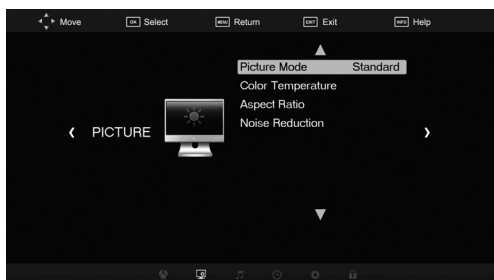 Move OK Select MENU Return EXIT Exit INFO Help
Picture Mode Standard
Color Temperature
Aspect Ratio
Noise Reduction
PICTURE